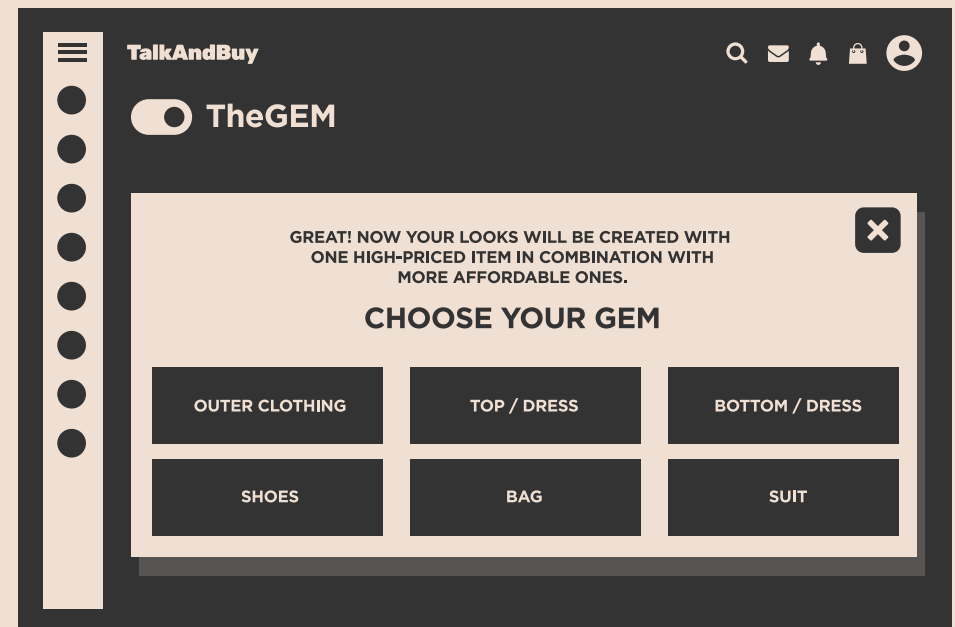 TalkAndBuy
TheGEM
GREAT! NOW YOUR LOOKS WILL BE CREATED WITH
ONE HIGH-PRICED ITEM IN COMBINATION WITH
MORE AFFORDABLE ONES.
CHOOSE YOUR GEM
OUTER CLOTHING
TOP / DRESS
BOTTOM / DRESS
SHOES
BAG
SUIT